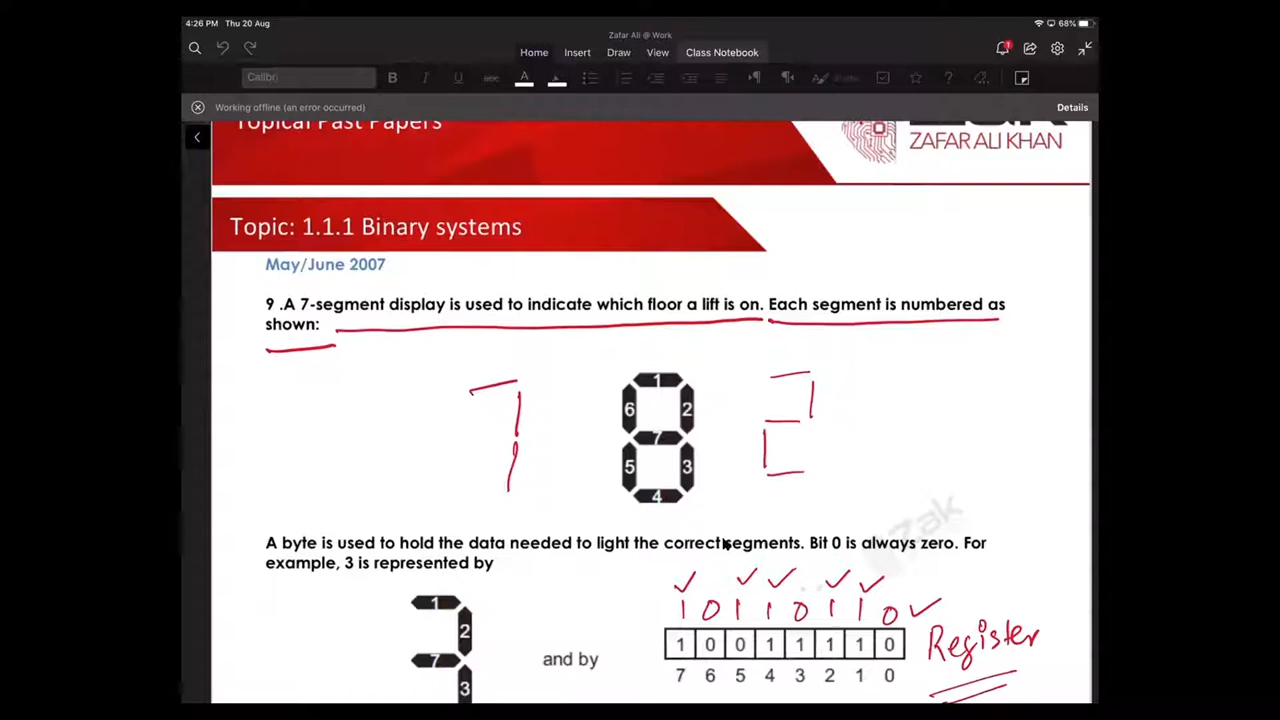 4:26 PM Thu 20 Aug
68%
Zafar Ali @ Work
Home Insert Draw View Class Notebook
1
Calibri
B I U abc A
Working offline (an error occurred)
Details
Topical Past Papers
ZAFAR ALI KHAN
Topic: 1.1.1 Binary systems
May/June 2007
9 .A 7-segment display is used to indicate which floor a lift is on. Each segment is numbered as
shown:
7
1
6 2
7
5 3
4
2
A byte is used to hold the data needed to light the correct segments. Bit 0 is always zero. For
example, 3 is represented by
Zak
1 0 1 1 0 1 1 0
1
2
7
3
and by
1 0 0 1 1 1 1 0
7 6 5 4 3 2 1 0
Register